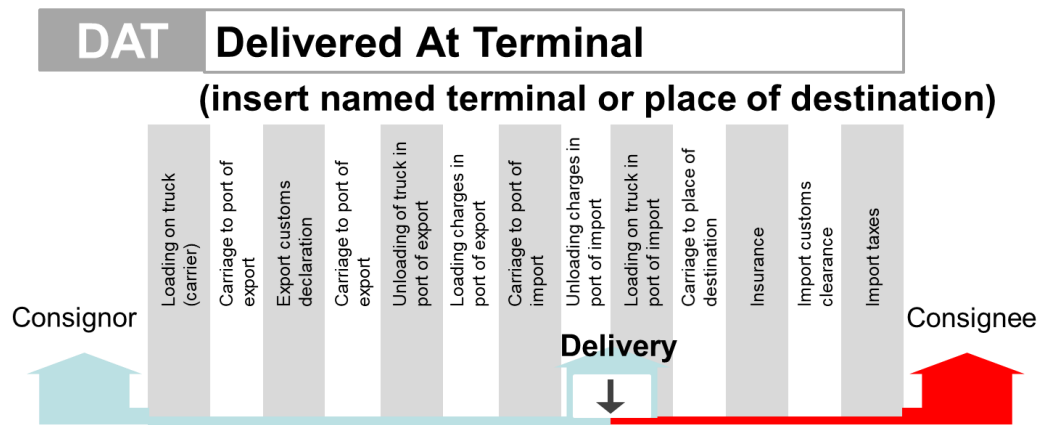 DAT Delivered At Terminal
(insert named terminal or place of destination)
Loading on truck
(carrier)
Carriage to port of
export
Export customs
declaration
Carriage to port of
export
Unloading of truck in
port of export
Loading charges in
port of export
Carriage to port of
import
Unloading charges in
port of import
Loading on truck in
port of import
Carriage to place of
destination
Insurance
Import customs
clearance
Import taxes
Consignor
Consignee
Delivery